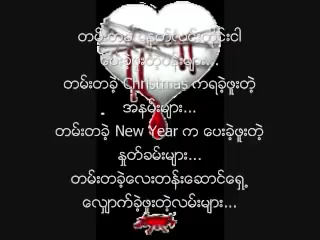 တမ်းတခဲ့
တမ်းတခဲ့ Christmas ကရခဲ့ဖူးတဲ့
အနမ်းများ...
တမ်းတခဲ့ New Year က ပေးခဲ့ဖူးတဲ့
နှုတ်ခမ်းများ...
တမ်းတခဲ့လေးတန်းဆောင်ရှေ့
လျှောက်ခဲ့ဖူးတဲ့လမ်းများ...